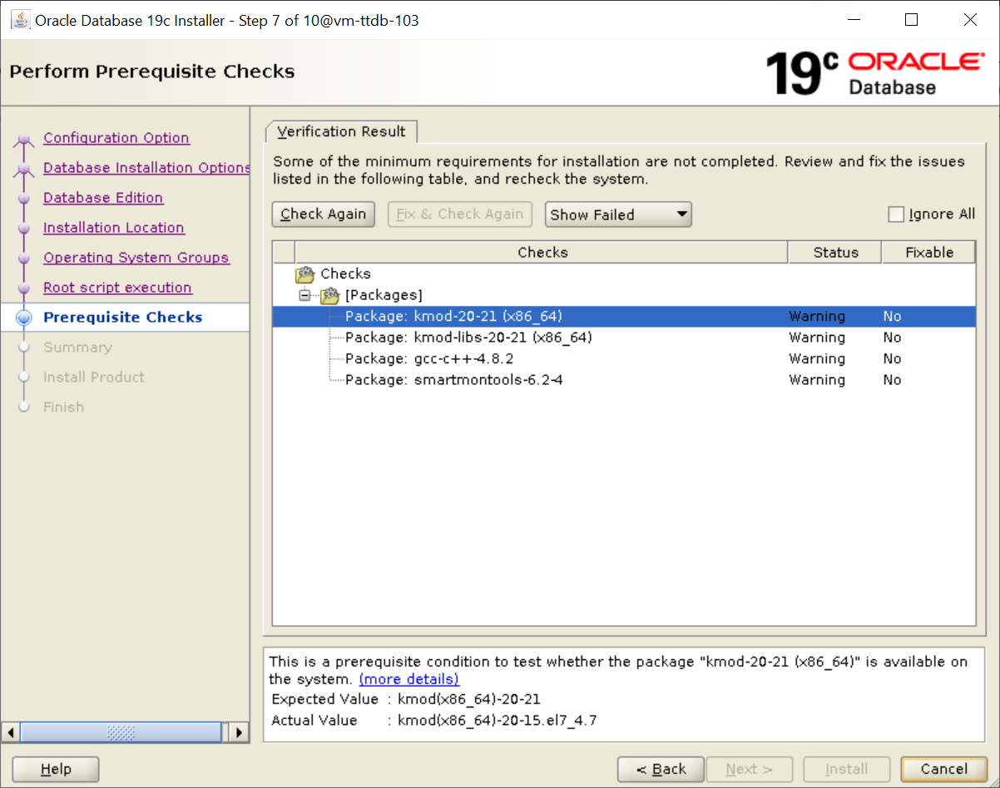 Oracle Database 19c Installer - Step 7 of 10@vm-ttdb-103
Perform Prerequisite Checks
19c ORACLE
Database
Configuration Option
Database Installation Options
Database Edition
Installation Location
Operating System Groups
Root script execution
Prerequisite Checks
Summary
Install Product
Finish
Verification Result
Some of the minimum requirements for installation are not completed. Review and fix the issues
listed in the following table, and recheck the system.
Check Again Fix & Check Again Show Failed Ignore All
Checks Status Fixable
Checks
[Packages]
Package: kmod-20-21 (x86_64) Warning No
Package: kmod-libs-20-21 (x86_64) Warning No
Package: gcc-c++-4.8.2 Warning No
Package: smartmontools-6.2-4 Warning No
This is a prerequisite condition to test whether the package "kmod-20-21 (x86_64)" is available on
the system. (more details)
Expected Value : kmod(x86_64)-20-21
Actual Value : kmod(x86_64)-20-15.el7_4.7
Help < Back Next > Install Cancel